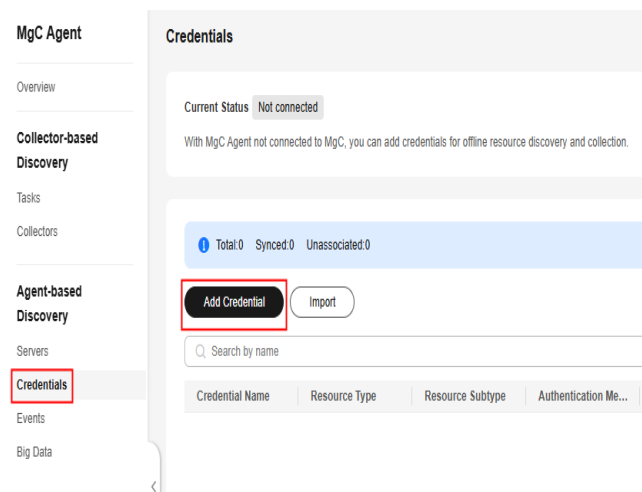 MgC Agent
Overview
Collector-based
Discovery
Tasks
Collectors
Agent-based
Discovery
Servers
Credentials
Events
Big Data
Credentials
Current Status Not connected
With MgC Agent not connected to MgC, you can add credentials for offline resource discovery and collection.
Total:0 Synced:0 Unassociated:0
Add Credential Import
Search by name
Credential Name Resource Type Resource Subtype Authentication Me...